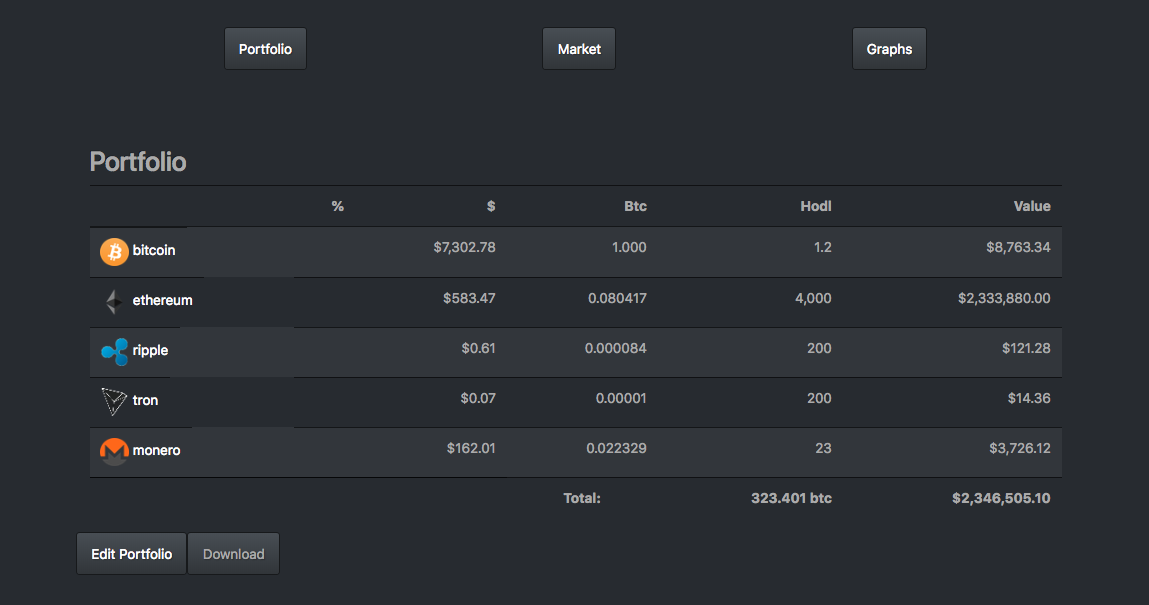 Portfolio Market Graphs
Portfolio
% $ Btc Hodl Value
bitcoin $7,302.78 1.000 1.2 $8,763.34
ethereum $583.47 0.080417 4,000 $2,333,880.00
ripple $0.61 0.000084 200 $121.28
tron $0.07 0.00001 200 $14.36
monero $162.01 0.022329 23 $3,726.12
Total: 323.401 btc $2,346,505.10
Edit Portfolio Download